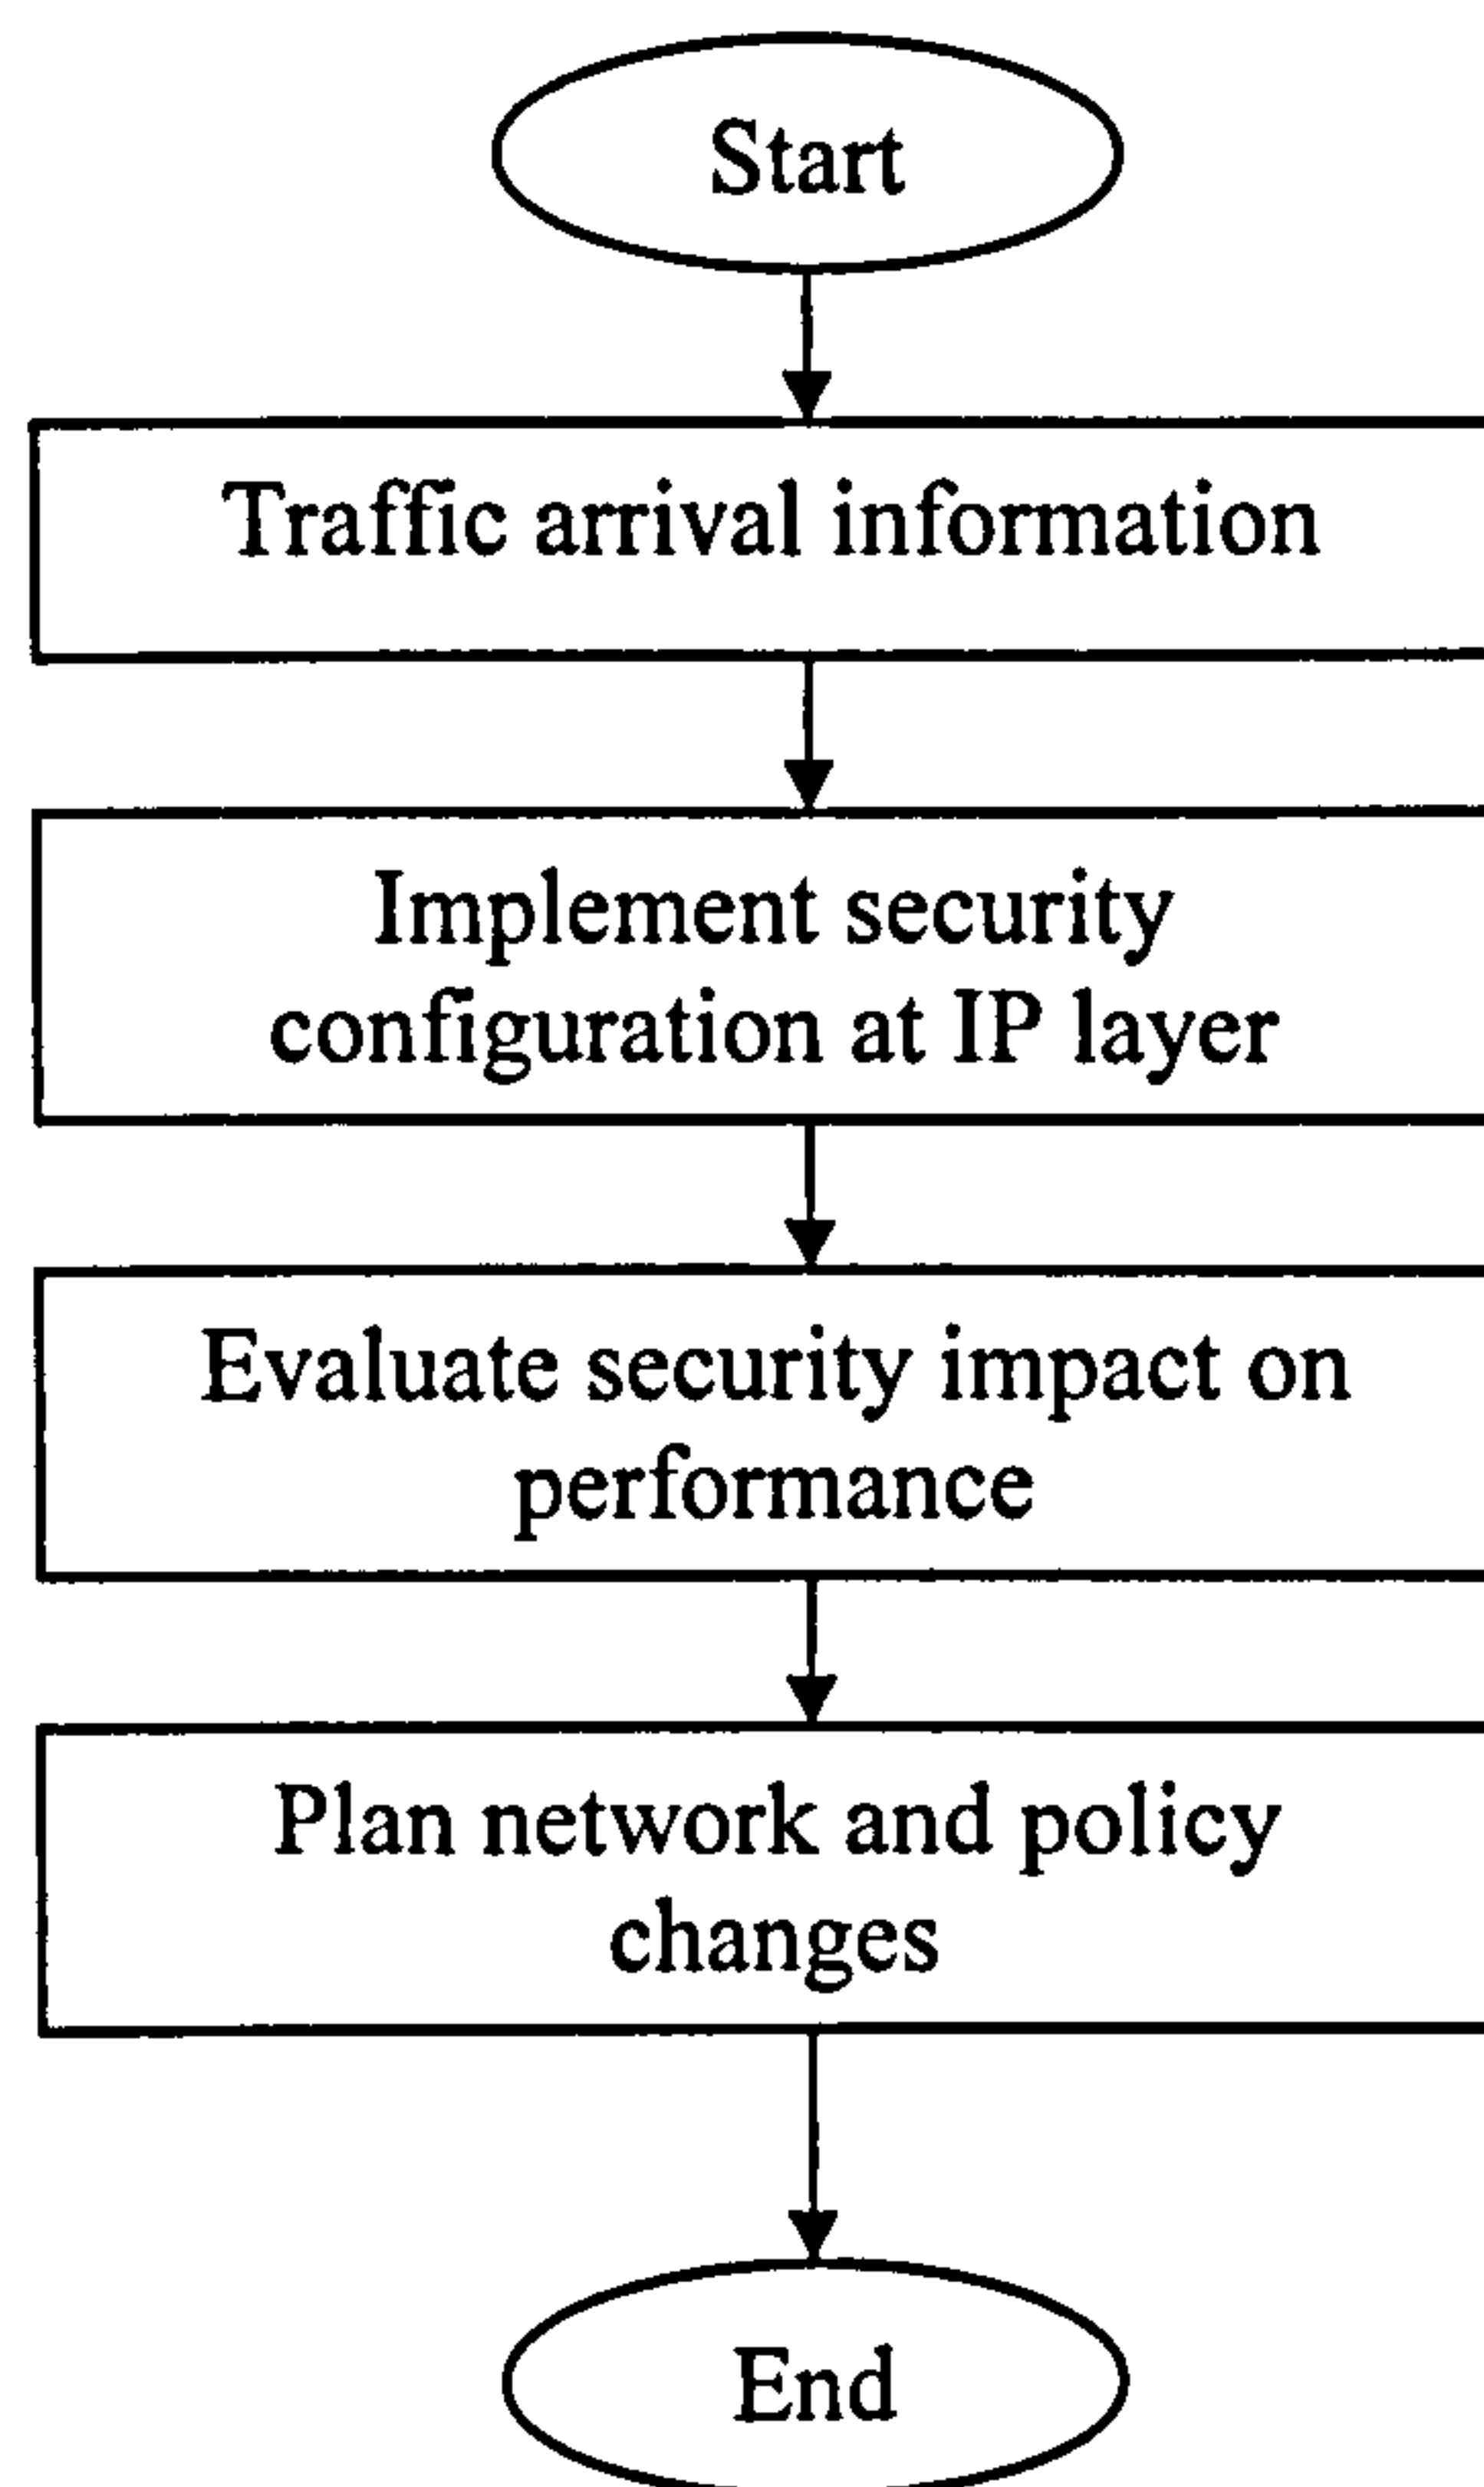 Start
Traffic arrival information
Implement security
configuration at IP layer
Evaluate security impact on
performance
Plan network and policy
changes
End